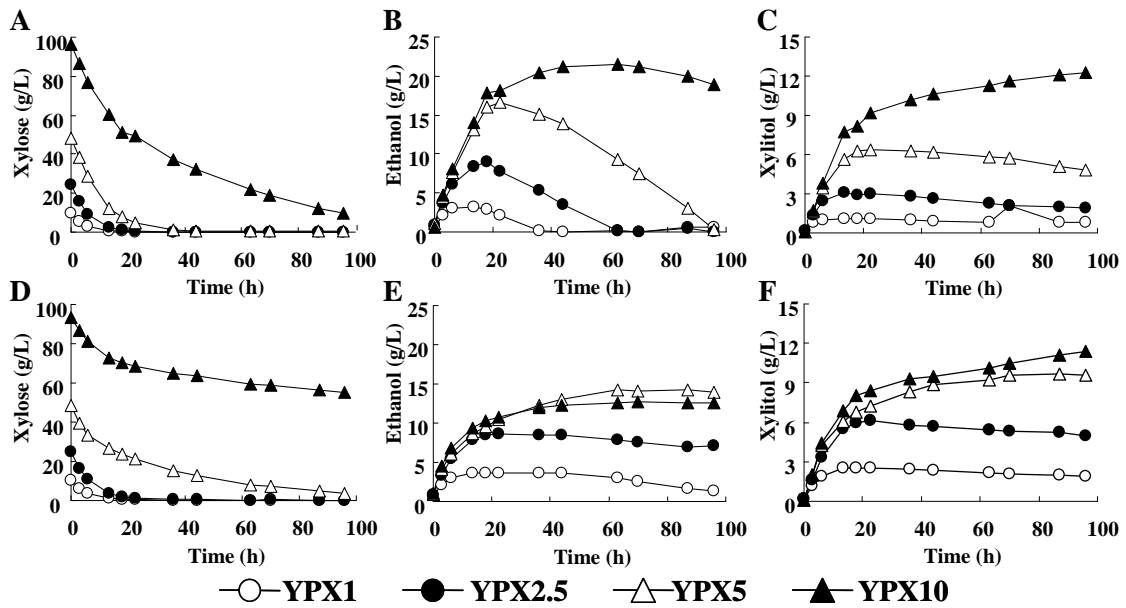 A
B
C
100
80
60
40
20
0
Xylose (g/L)
0 20 40 60 80 100
Time (h)
25
20
15
10
5
0
Ethanol (g/L)
0 20 40 60 80 100
Time (h)
15
12
9
6
3
0
Xylitol (g/L)
0 20 40 60 80 100
Time (h)
D
E
F
100
80
60
40
20
0
Xylose (g/L)
0 20 40 60 80 100
Time (h)
25
20
15
10
5
0
Ethanol (g/L)
0 20 40 60 80 100
Time (h)
15
12
9
6
3
0
Xylitol (g/L)
0 20 40 60 80 100
Time (h)
YPX1 YPX2.5 YPX5 YPX10